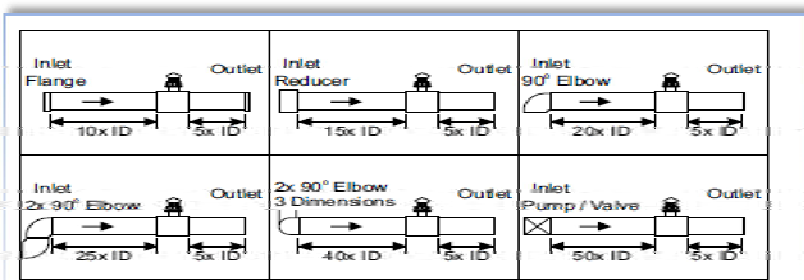 Inlet
Flange
Outlet
10x ID
5x ID
Inlet
Reducer
Outlet
15x ID
5x ID
Inlet
90° Elbow
Outlet
20x ID
5x ID
Inlet
2x 90° Elbow
Outlet
25x ID
5x ID
2x 90° Elbow
3 Dimensions
Outlet
40x ID
5x ID
Inlet
Pump / Valve
Outlet
50x ID
5x ID